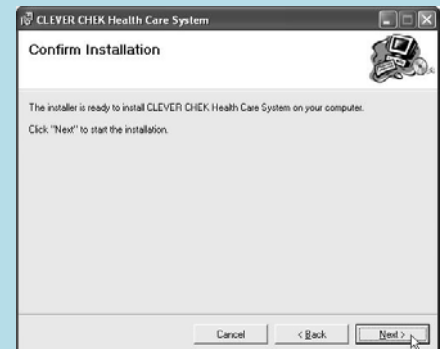 CLEVER CHEK Health Care System
Confirm Installation
The installer is ready to install CLEVER CHEK Health Care System on your computer.
Click "Next" to start the installation.
Cancel
< Back
Next >